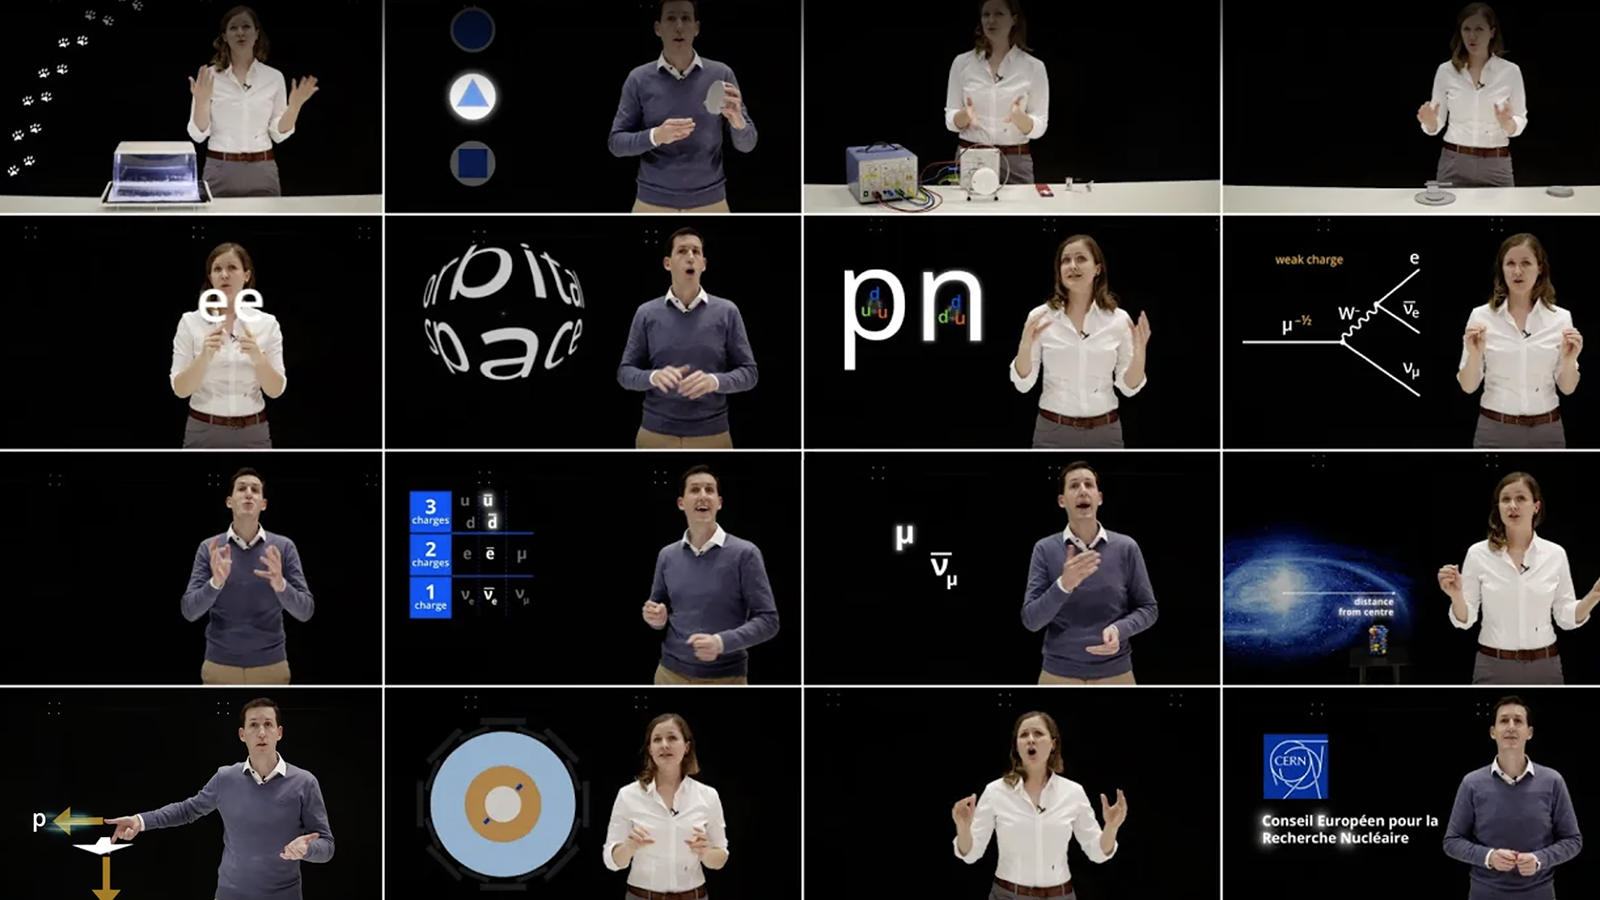 ee
orbital
space
p n
d
u u
d
d u
weak charge
e
W⁻
ν̅e
μ −½
νμ
3
charges
u u̅
d d̅
2
charges
e e̅ μ
1
charge
νe ν̅e νμ
μ
ν̅μ
distance
from centre
p
CERN
Conseil Européen pour la
Recherche Nucléaire